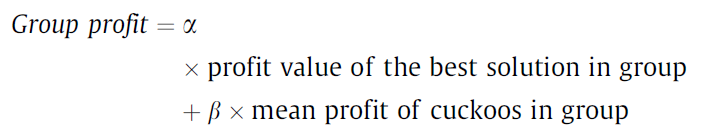 Group profit = α
× profit value of the best solution in group
+ β × mean profit of cuckoos in group